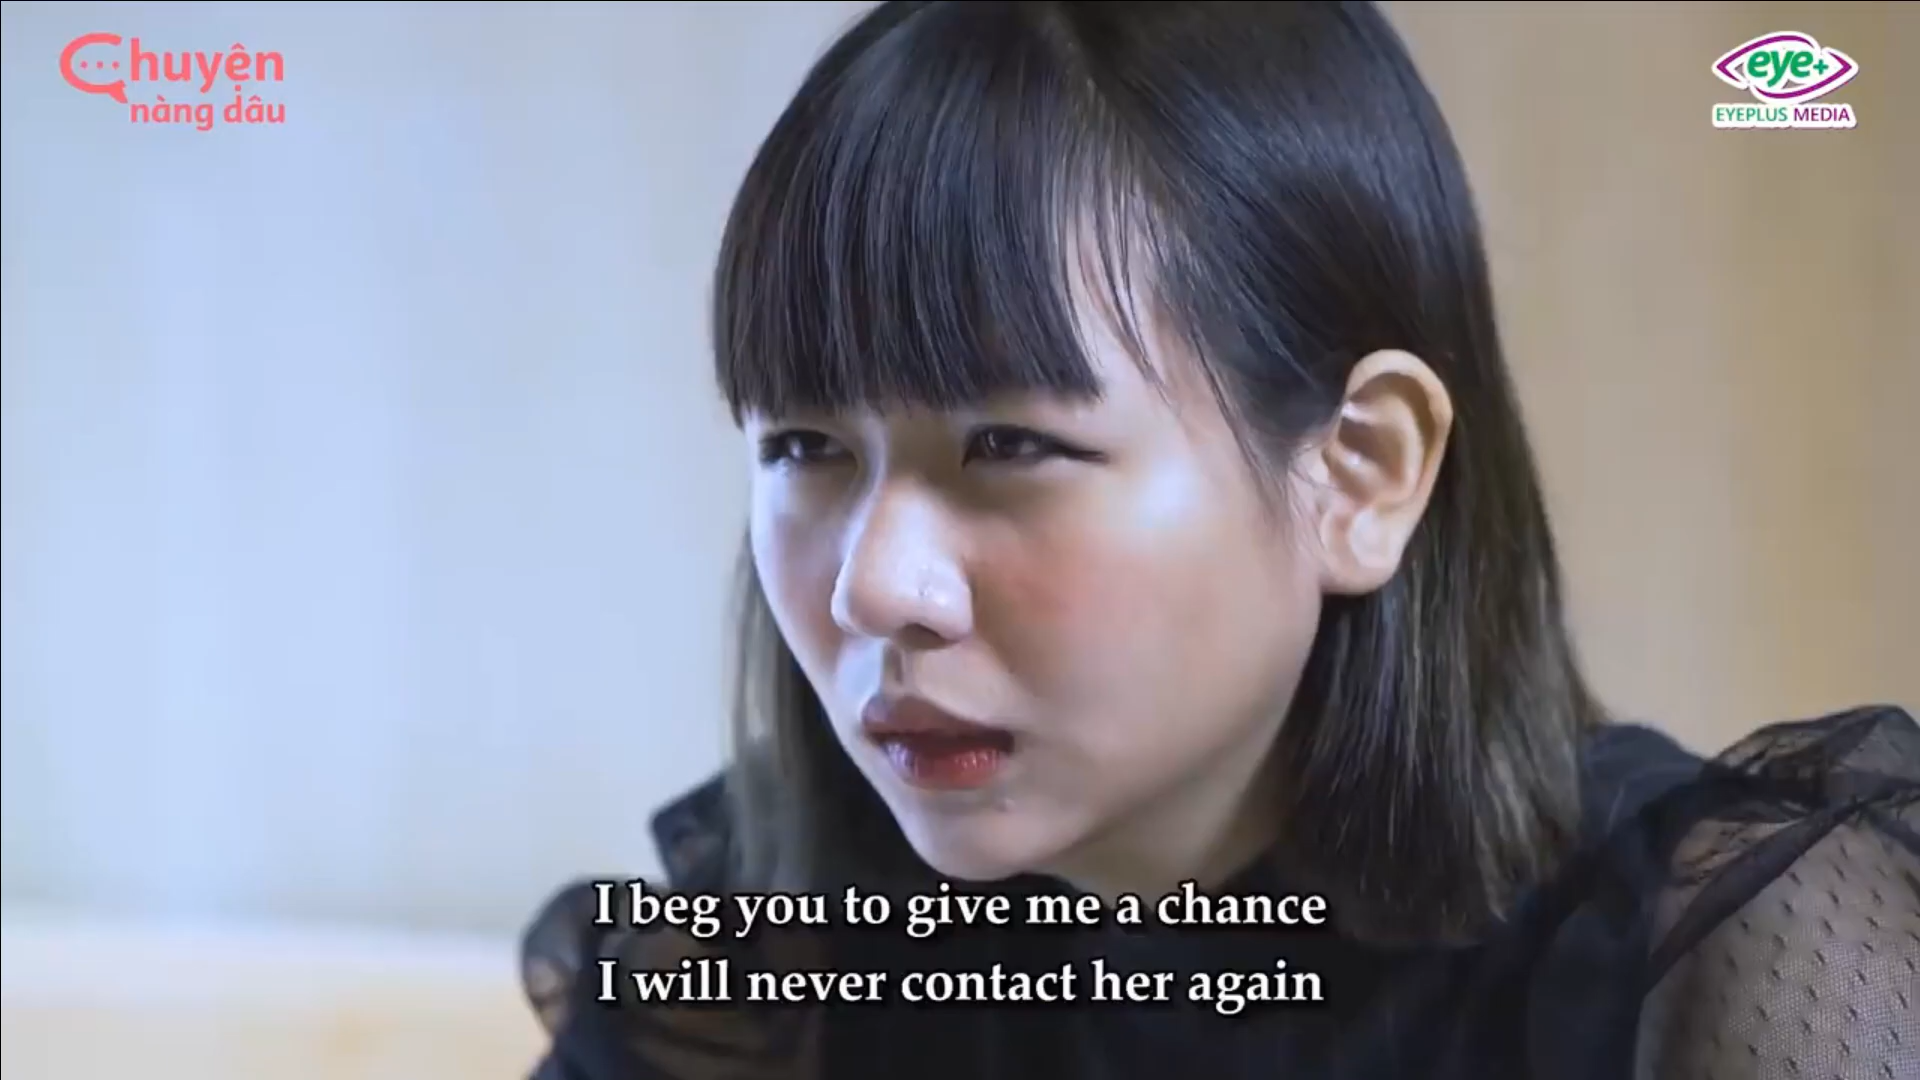 Chuyện
nàng dâu
eye+
EYEPLUS MEDIA
I beg you to give me a chance
I will never contact her again